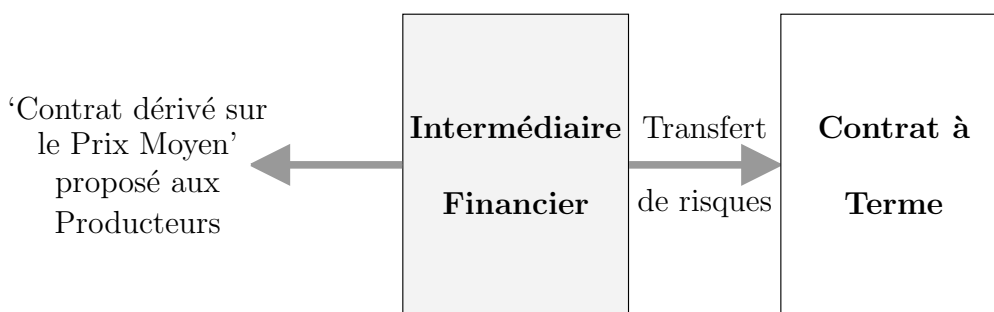 ‘Contrat dérivé sur
le Prix Moyen’
proposé aux
Producteurs
Intermédiaire
Financier
Transfert
de risques
Contrat à
Terme